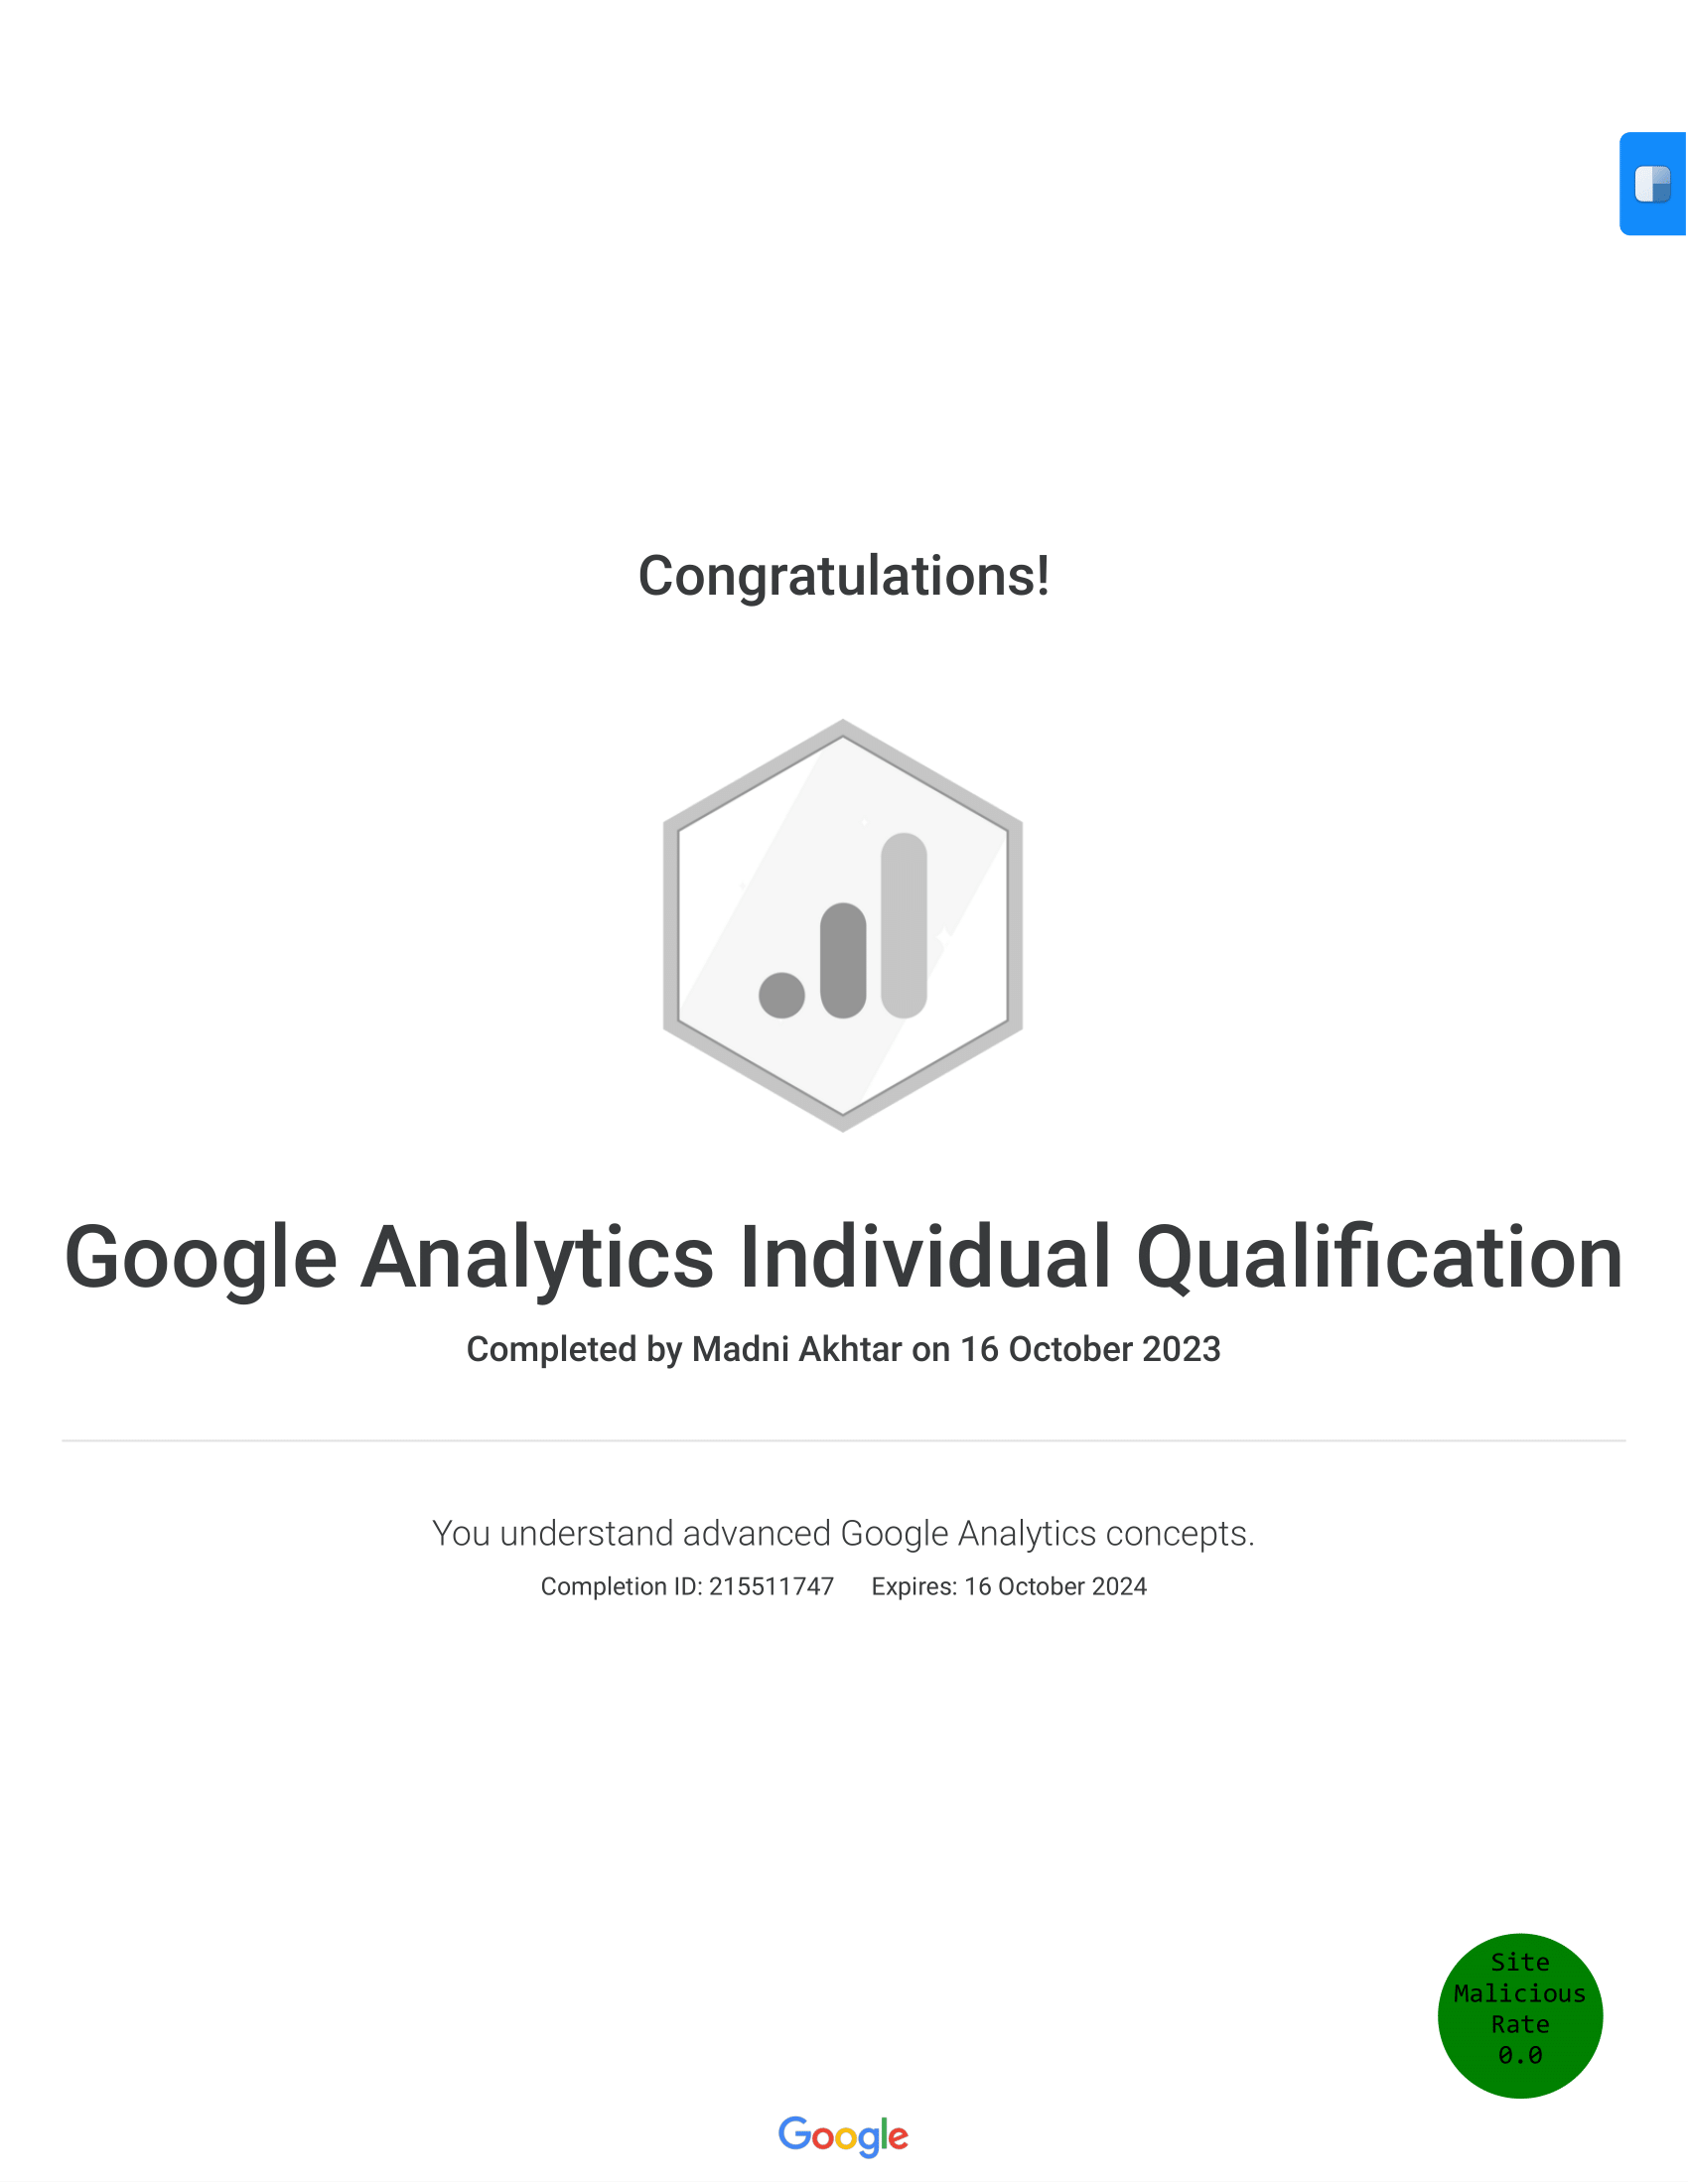 Congratulations!
Google Analytics Individual Qualification
Completed by Madni Akhtar on 16 October 2023
You understand advanced Google Analytics concepts.
Completion ID: 215511747 Expires: 16 October 2024
Site
Malicious
Rate
0.0
Google